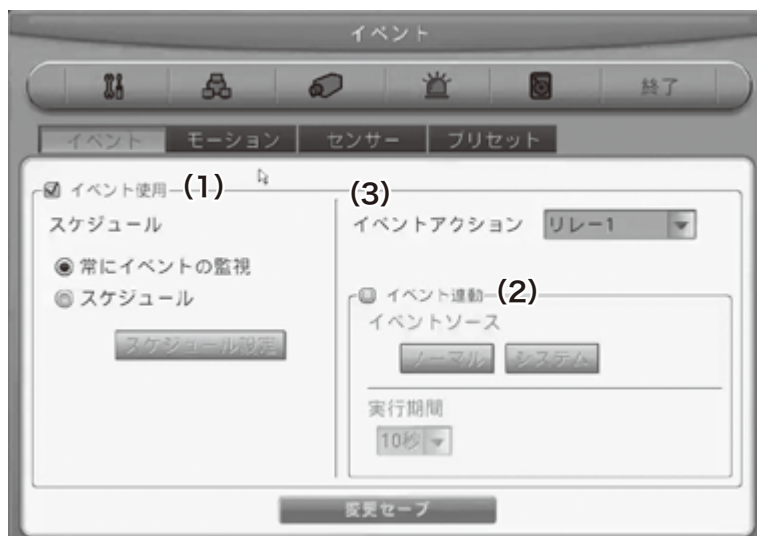 イベント
終了
イベント モーション センサー プリセット
イベント使用 (1)
スケジュール
常にイベントの監視
スケジュール
スケジュール設定
(3)
イベントアクション リレー1
イベント連動 (2)
イベントソース
ノーマル システム
実行期間
10秒
変更セーブ